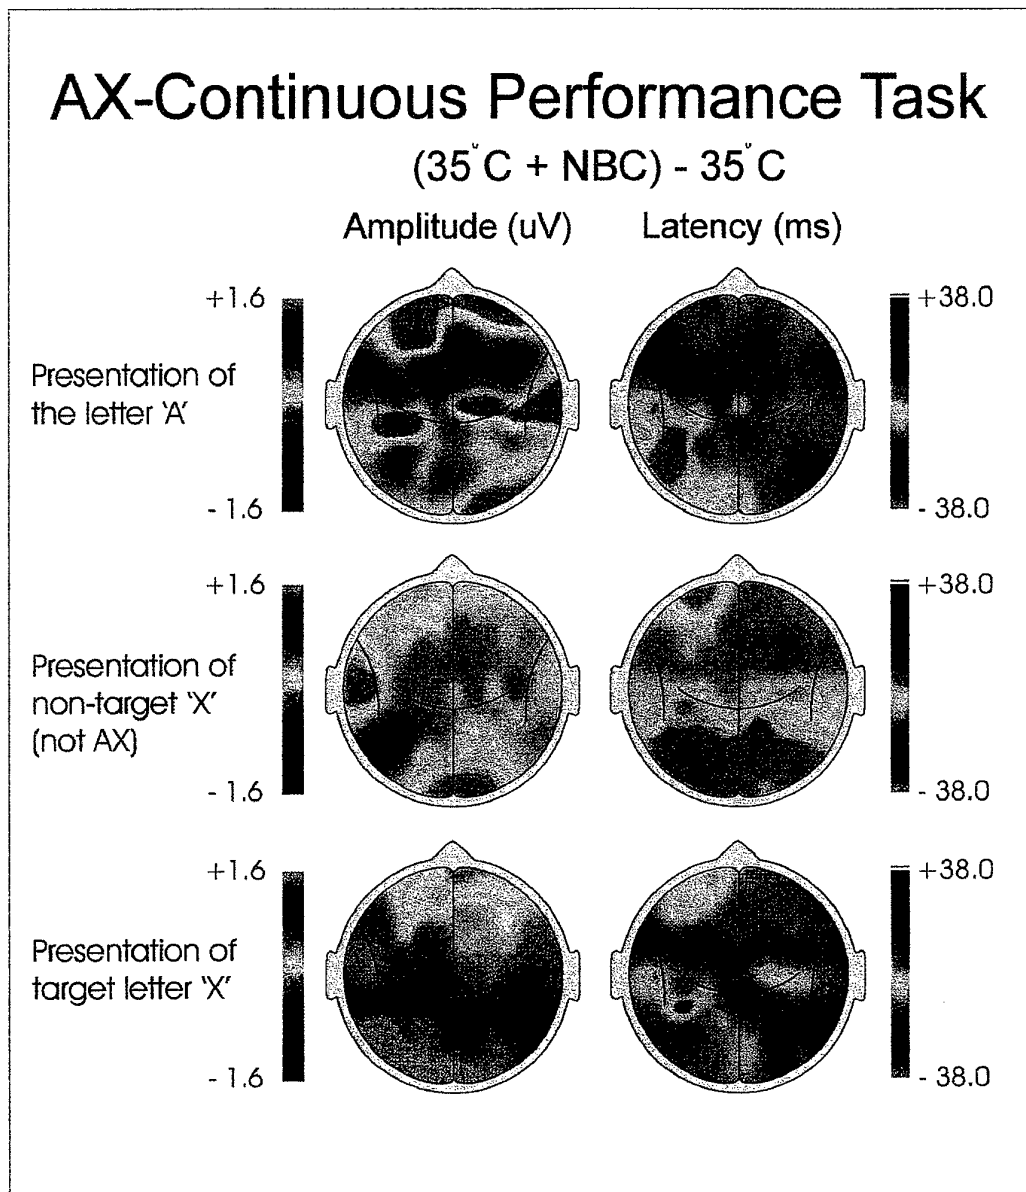 AX-Continuous Performance Task
(35°C + NBC) - 35°C
Amplitude (uV) Latency (ms)
+1.6 +38.0
Presentation of
the letter 'A'
- 1.6 - 38.0
+1.6 +38.0
Presentation of
non-target 'X'
(not AX)
- 1.6 - 38.0
+1.6 +38.0
Presentation of
target letter 'X'
- 1.6 - 38.0